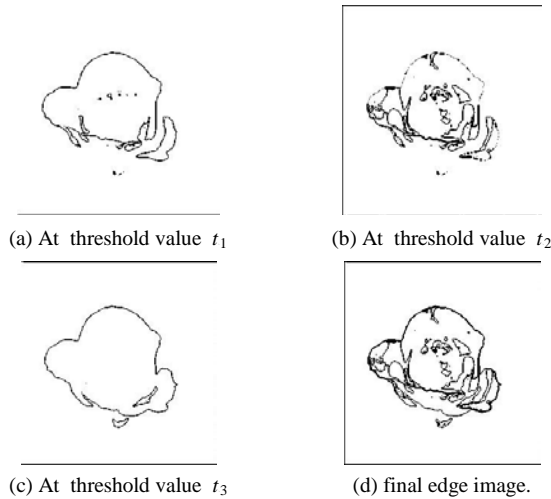 (a) At threshold value t1
(b) At threshold value t2
(c) At threshold value t3
(d) final edge image.